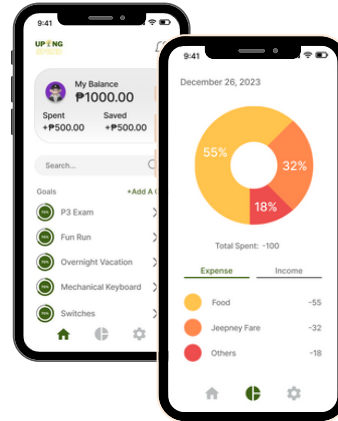 9:41
UP NG
My Balance
₱1000.00
Spent Saved
+₱500.00 +₱500.00
Search...
Goals +Add A
P3 Exam
Fun Run
Overnight Vacation
Mechanical Keyboard
Switches
9:41
December 26, 2023
55%
32%
18%
Total Spent: -100
Expense Income
Food -55
Jeepney Fare -32
Others -18